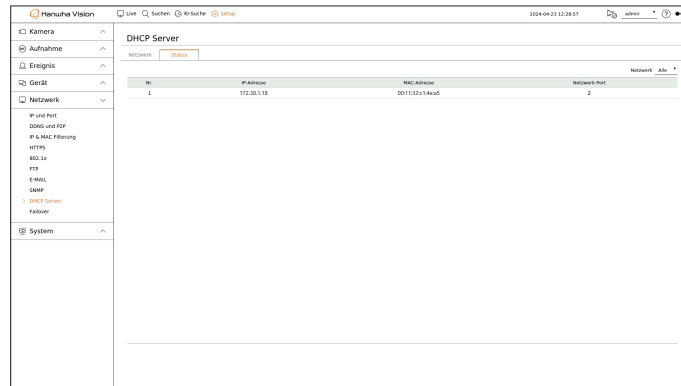 Hanwha Vision
Live Suchen KI-Suche Setup
2024-04-23 12:28:57 admin
Kamera
Aufnahme
Ereignis
Gerät
Netzwerk
IP und Port
DDNS und P2P
IP & MAC Filterung
HTTPS
802.1x
FTP
E-MAIL
SNMP
DHCP Server
Failover
System
DHCP Server
Netzwerk Status
Netzwerk Alle
Nr. IP-Adresse MAC-Adresse Netzwerk-Port
1 172.30.1.18 00:11:32:c1:4e:a5 2